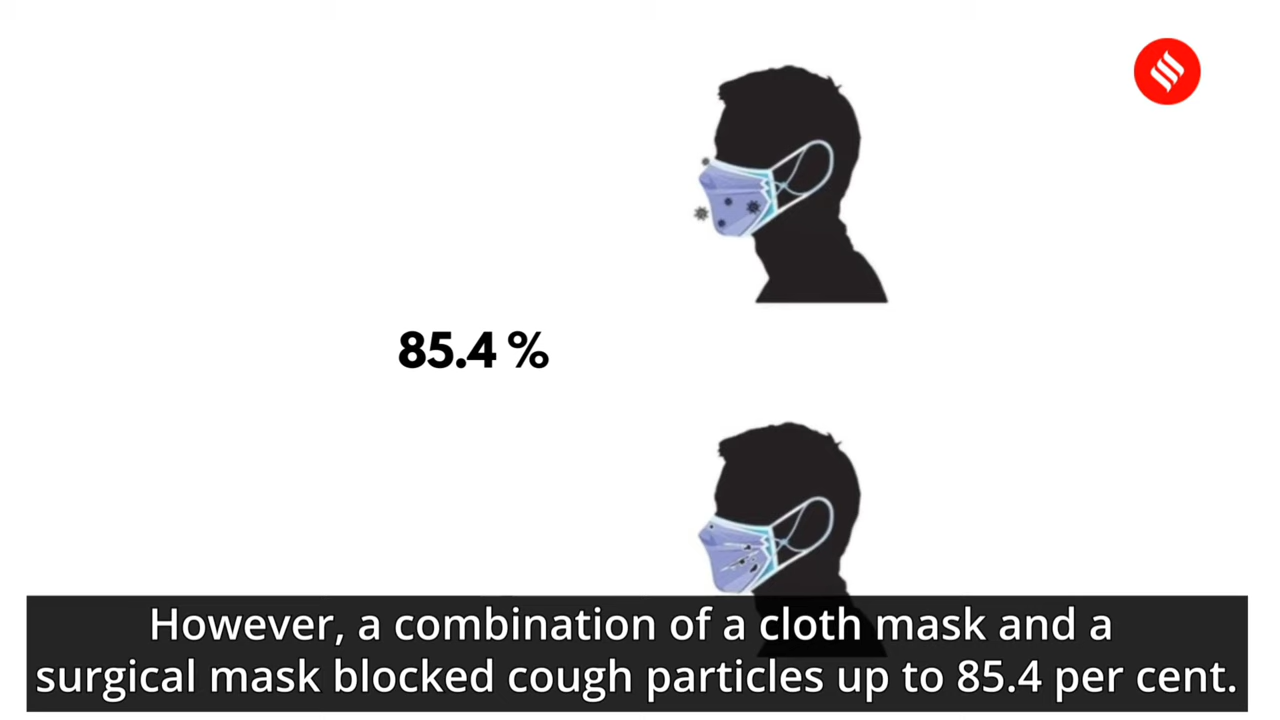 85.4 %
However, a combination of a cloth mask and a
surgical mask blocked cough particles up to 85.4 per cent.